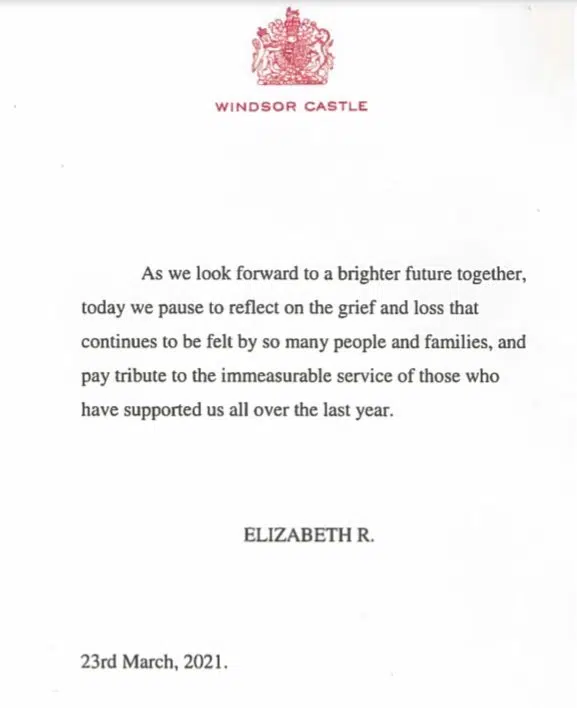 WINDSOR CASTLE
As we look forward to a brighter future together,
today we pause to reflect on the grief and loss that
continues to be felt by so many people and families, and
pay tribute to the immeasurable service of those who
have supported us all over the last year.
ELIZABETH R.
23rd March, 2021.